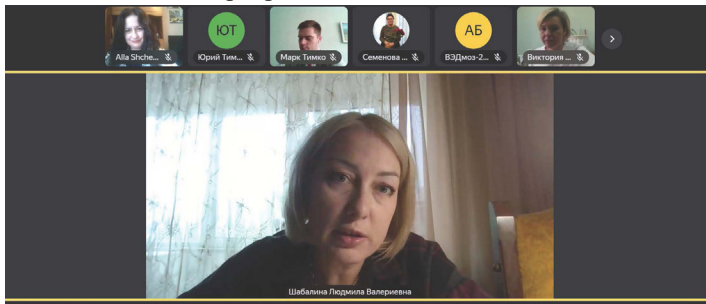 ЮТ
АБ
Alla Shche...
Юрий Тим...
Марк Тимко
Семенова ...
ВЭДмоз-2...
Виктория ...
Шабалина Людмила Валериевна